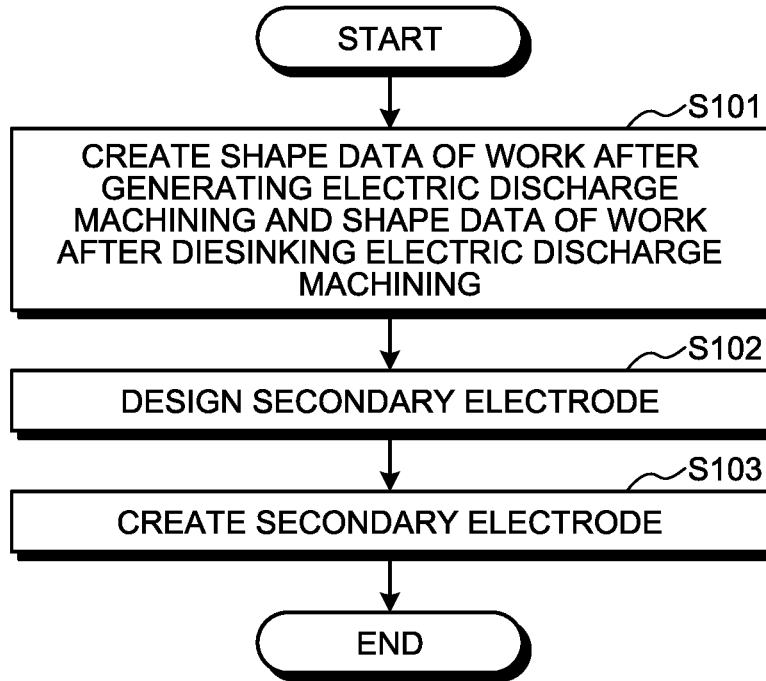 START
S101
CREATE SHAPE DATA OF WORK AFTER
GENERATING ELECTRIC DISCHARGE
MACHINING AND SHAPE DATA OF WORK
AFTER DIESINKING ELECTRIC DISCHARGE
MACHINING
S102
DESIGN SECONDARY ELECTRODE
S103
CREATE SECONDARY ELECTRODE
END